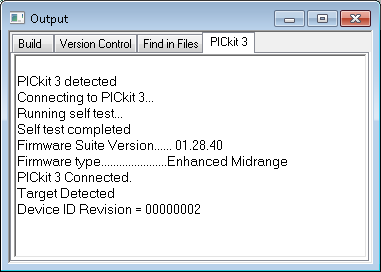 Output
Build Version Control Find in Files PICkit 3
PICkit 3 detected
Connecting to PICkit 3...
Running self test...
Self test completed
Firmware Suite Version...... 01.28.40
Firmware type......................Enhanced Midrange
PICkit 3 Connected.
Target Detected
Device ID Revision = 00000002